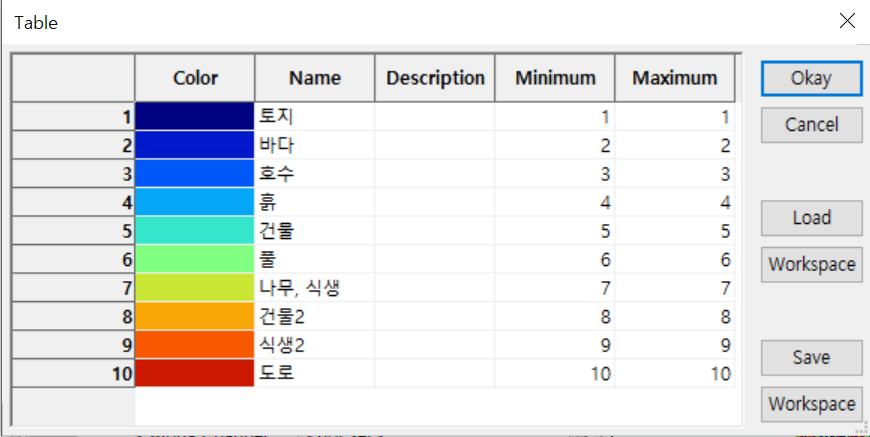 Table
Color Name Description Minimum Maximum
1 토지 1 1
2 바다 2 2
3 호수 3 3
4 흙 4 4
5 건물 5 5
6 풀 6 6
7 나무, 식생 7 7
8 건물2 8 8
9 식생2 9 9
10 도로 10 10
Okay
Cancel
Load
Workspace
Save
Workspace